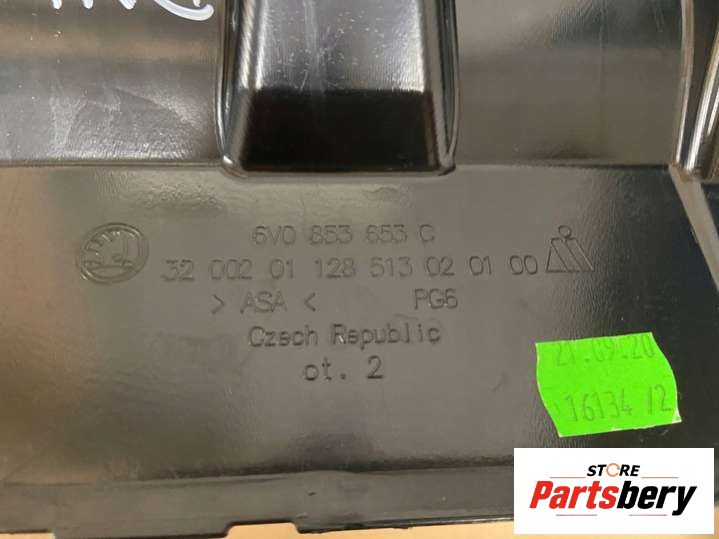 6V0 853 653 C
32 002 01 128 513 02 01 00
> ASA < PG6
Czech Republic
ot. 2
21.09.20
16134 12
STORE
Partsbery